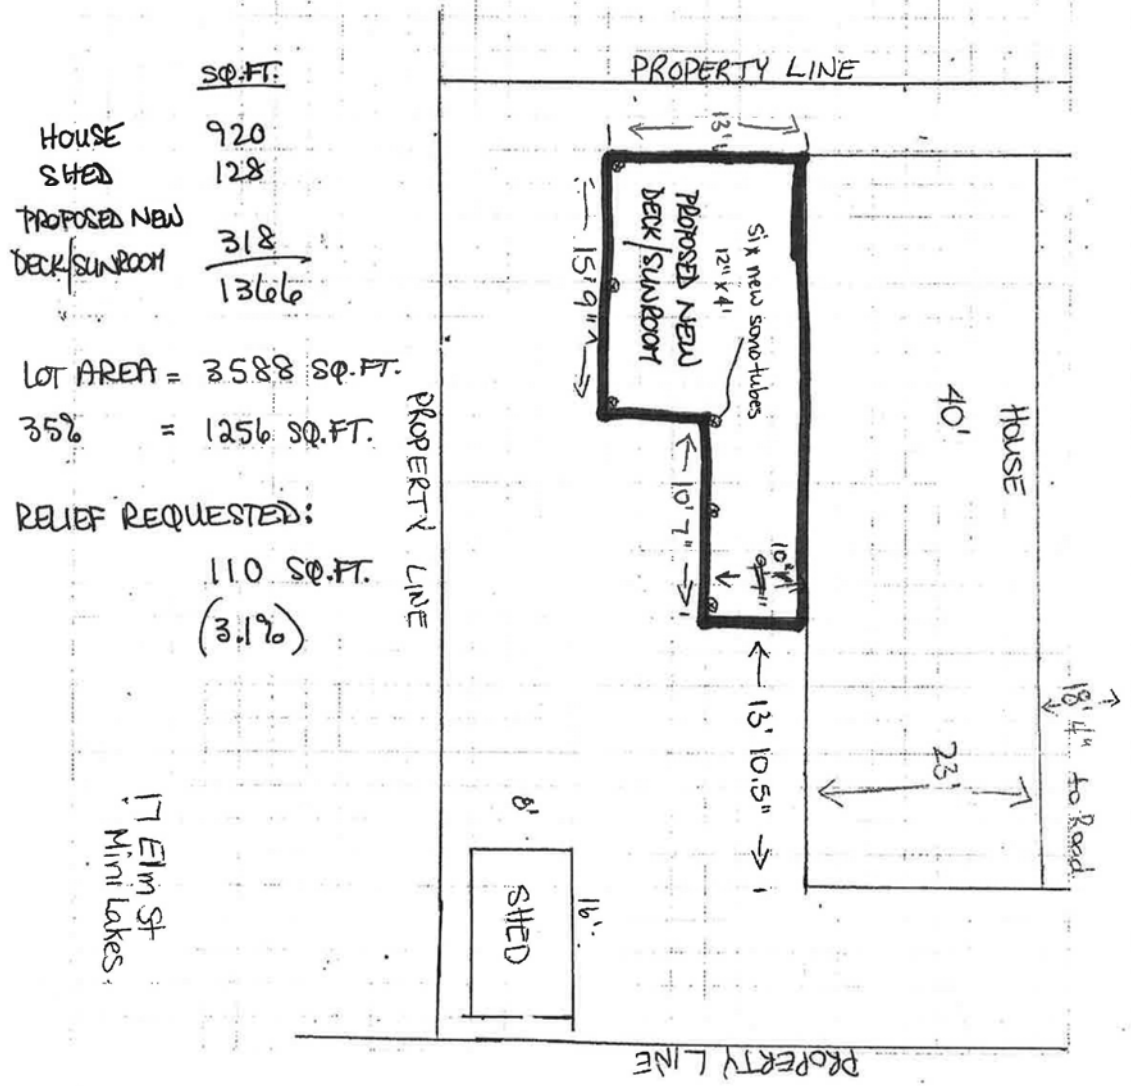 SQ.FT.
HOUSE 920
SHED 128
PROPOSED NEW
DECK/SUNROOM 318
1366
LOT AREA = 3588 SQ.FT.
35% = 1256 SQ.FT.
RELIEF REQUESTED:
110 SQ.FT.
(3.1%)
17 Elm St
Mini Lakes.
PROPERTY LINE
PROPERTY LINE
13'
15' 9"
PROPOSED NEW
DECK/SUNROOM
six new sonotubes
12" x 4'
10' 7"
13' 10.5"
HOUSE
40'
23'
18' 4" to Road
8'
16'
SHED
PROPERTY LINE